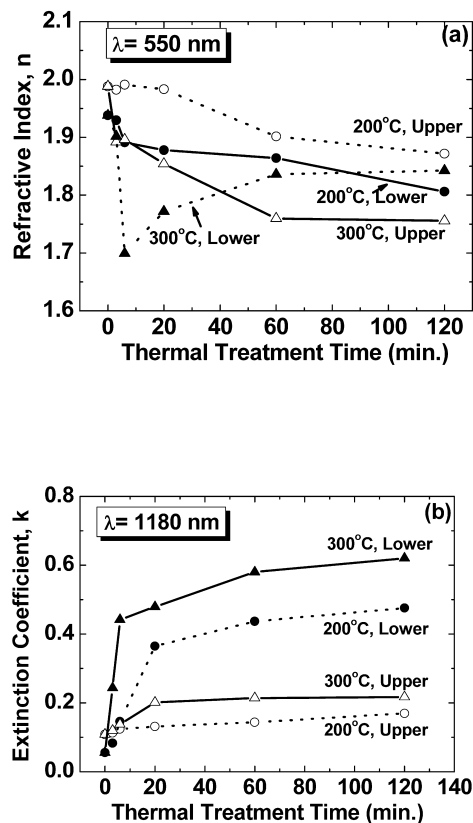 2.1
λ= 550 nm
(a)
2.0
1.9
1.8
1.7
1.6
Refractive Index, n
200°C, Upper
200°C, Lower
300°C, Lower
300°C, Upper
0 20 40 60 80 100 120
Thermal Treatment Time (min.)
0.8
λ= 1180 nm
(b)
0.6
0.4
0.2
0.0
Extinction Coefficient, k
300°C, Lower
200°C, Lower
300°C, Upper
200°C, Upper
0 20 40 60 80 100 120 140
Thermal Treatment Time (min.)